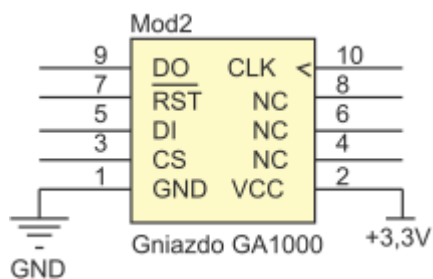 Mod2
9 DO CLK 10
7 RST NC 8
5 DI NC 6
3 CS NC 4
1 GND VCC 2
Gniazdo GA1000
+3,3V
GND